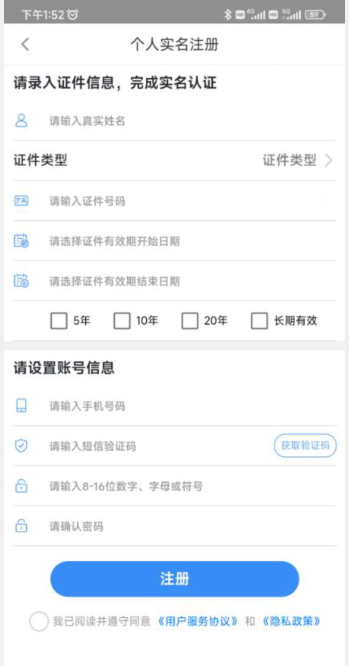 下午1:52
4G 5G 59
个人实名注册
请录入证件信息，完成实名认证
请输入真实姓名
证件类型 证件类型
请输入证件号码
请选择证件有效期开始日期
请选择证件有效期结束日期
5年 10年 20年 长期有效
请设置账号信息
请输入手机号码
请输入短信验证码 获取验证码
请输入8-16位数字、字母或符号
请确认密码
注册
我已阅读并遵守同意《用户服务协议》和《隐私政策》